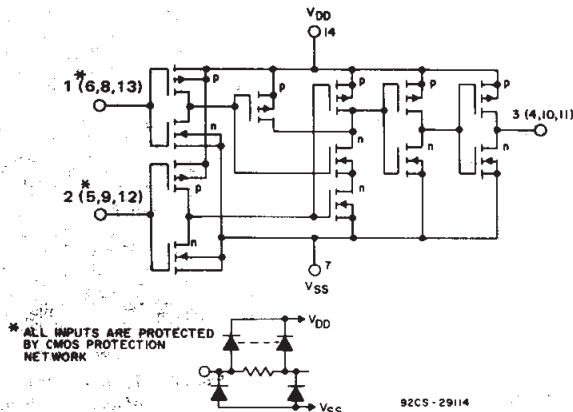 VDD
14
p
1 (6,8,13)
*
p
p
p
p
3 (4,10,11)
n
n
n
n
2 (5,9,12)
*
p
n
n
7
VSS
* ALL INPUTS ARE PROTECTED
BY CMOS PROTECTION
NETWORK
VDD
VSS
92CS-29114